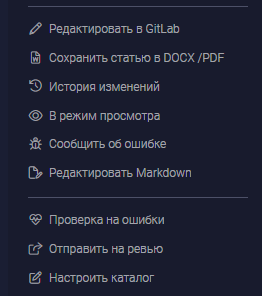 Редактировать в GitLab
Сохранить статью в DOCX /PDF
История изменений
В режим просмотра
Сообщить об ошибке
Редактировать Markdown
Проверка на ошибки
Отправить на ревью
Настроить каталог